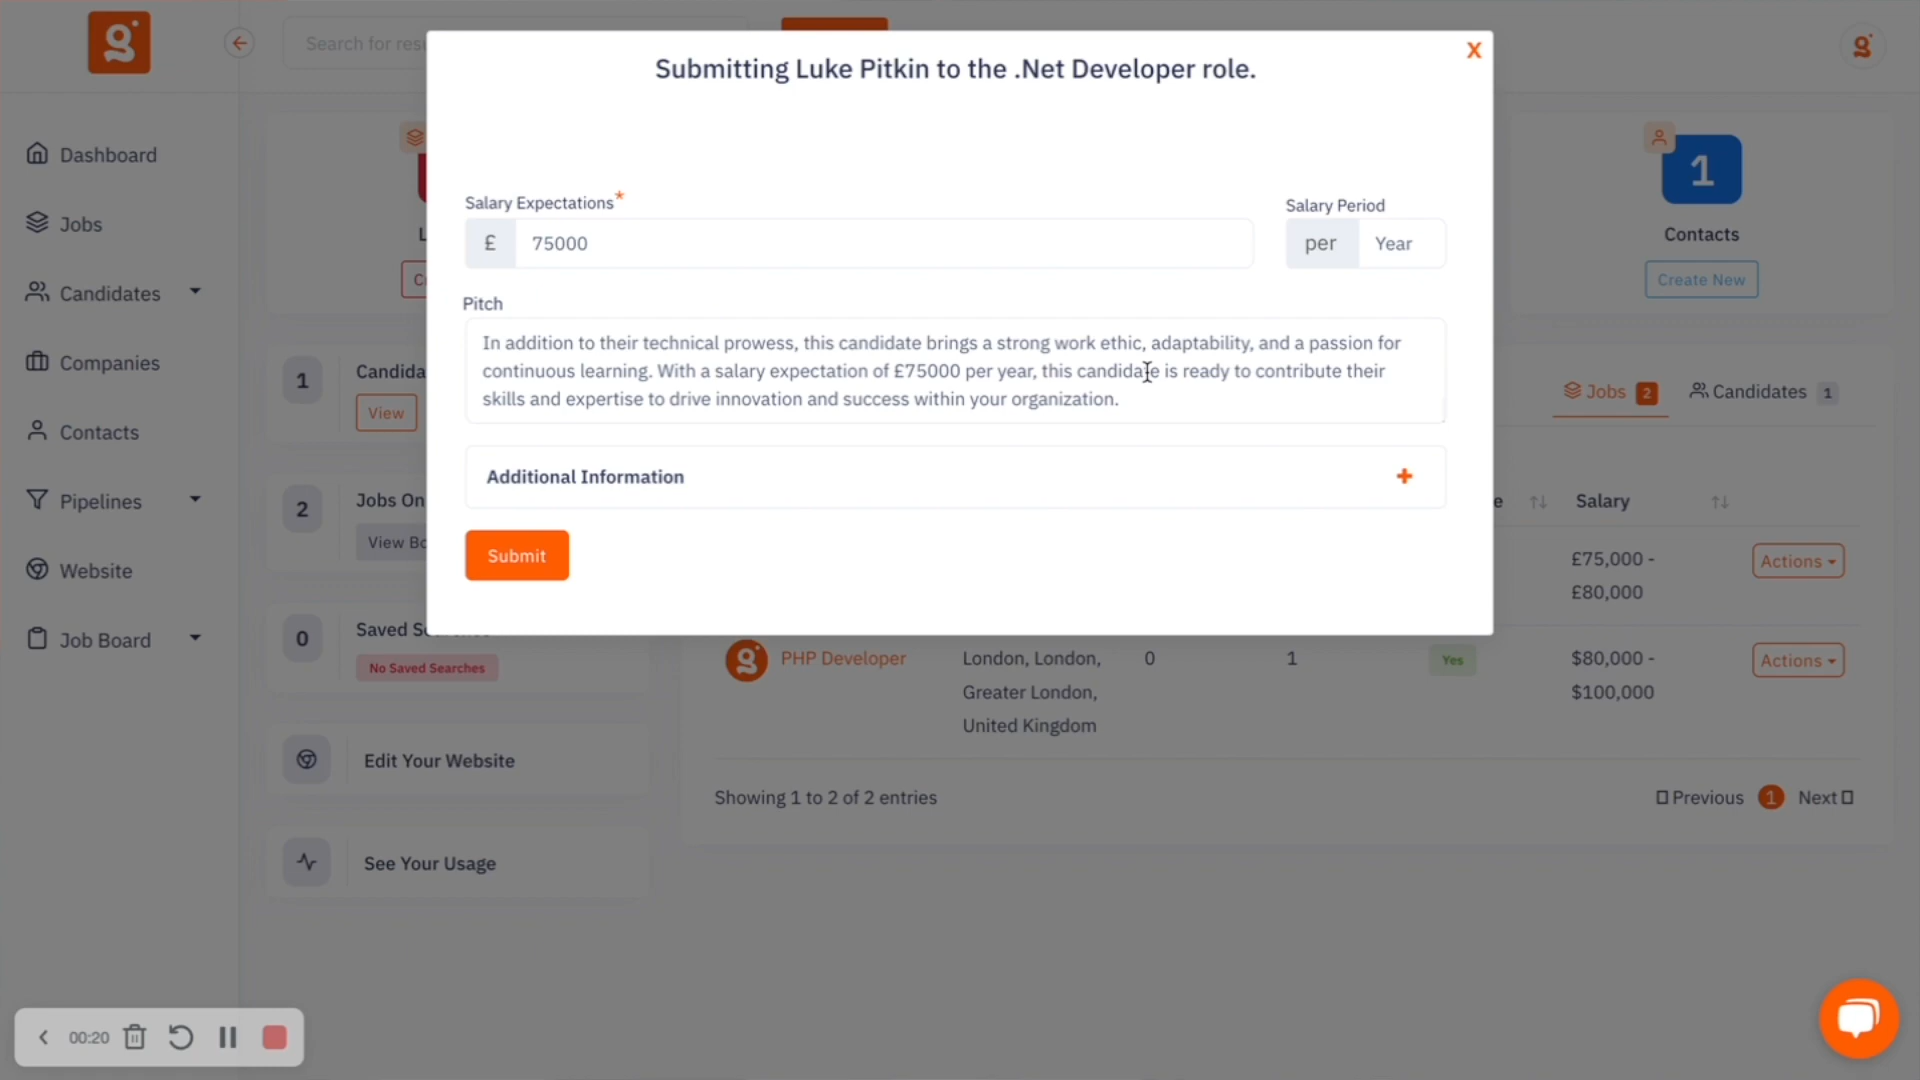 g
Search for resu
g
Submitting Luke Pitkin to the .Net Developer role.
X
Dashboard
Jobs
Candidates
Companies
Contacts
Pipelines
Website
Job Board
L
C
1
Contacts
Create New
Salary Expectations*
£
75000
Salary Period
per
Year
Pitch
In addition to their technical prowess, this candidate brings a strong work ethic, adaptability, and a passion for
continuous learning. With a salary expectation of £75000 per year, this candidate is ready to contribute their
skills and expertise to drive innovation and success within your organization.
Additional Information
+
Submit
1
Candida
View
2
Jobs On
View Bo
0
No Saved Searches
Edit Your Website
See Your Usage
Jobs 2
Candidates 1
e
Salary
£75,000 -
£80,000
Actions
g
PHP Developer
London, London,
Greater London,
United Kingdom
0
1
Yes
$80,000 -
$100,000
Actions
Showing 1 to 2 of 2 entries
Previous
1
Next
00:20